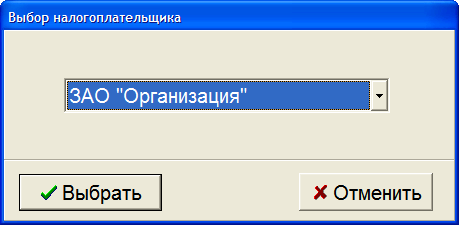 Выбор налогоплательщика
ЗАО "Организация"
Выбрать
Отменить